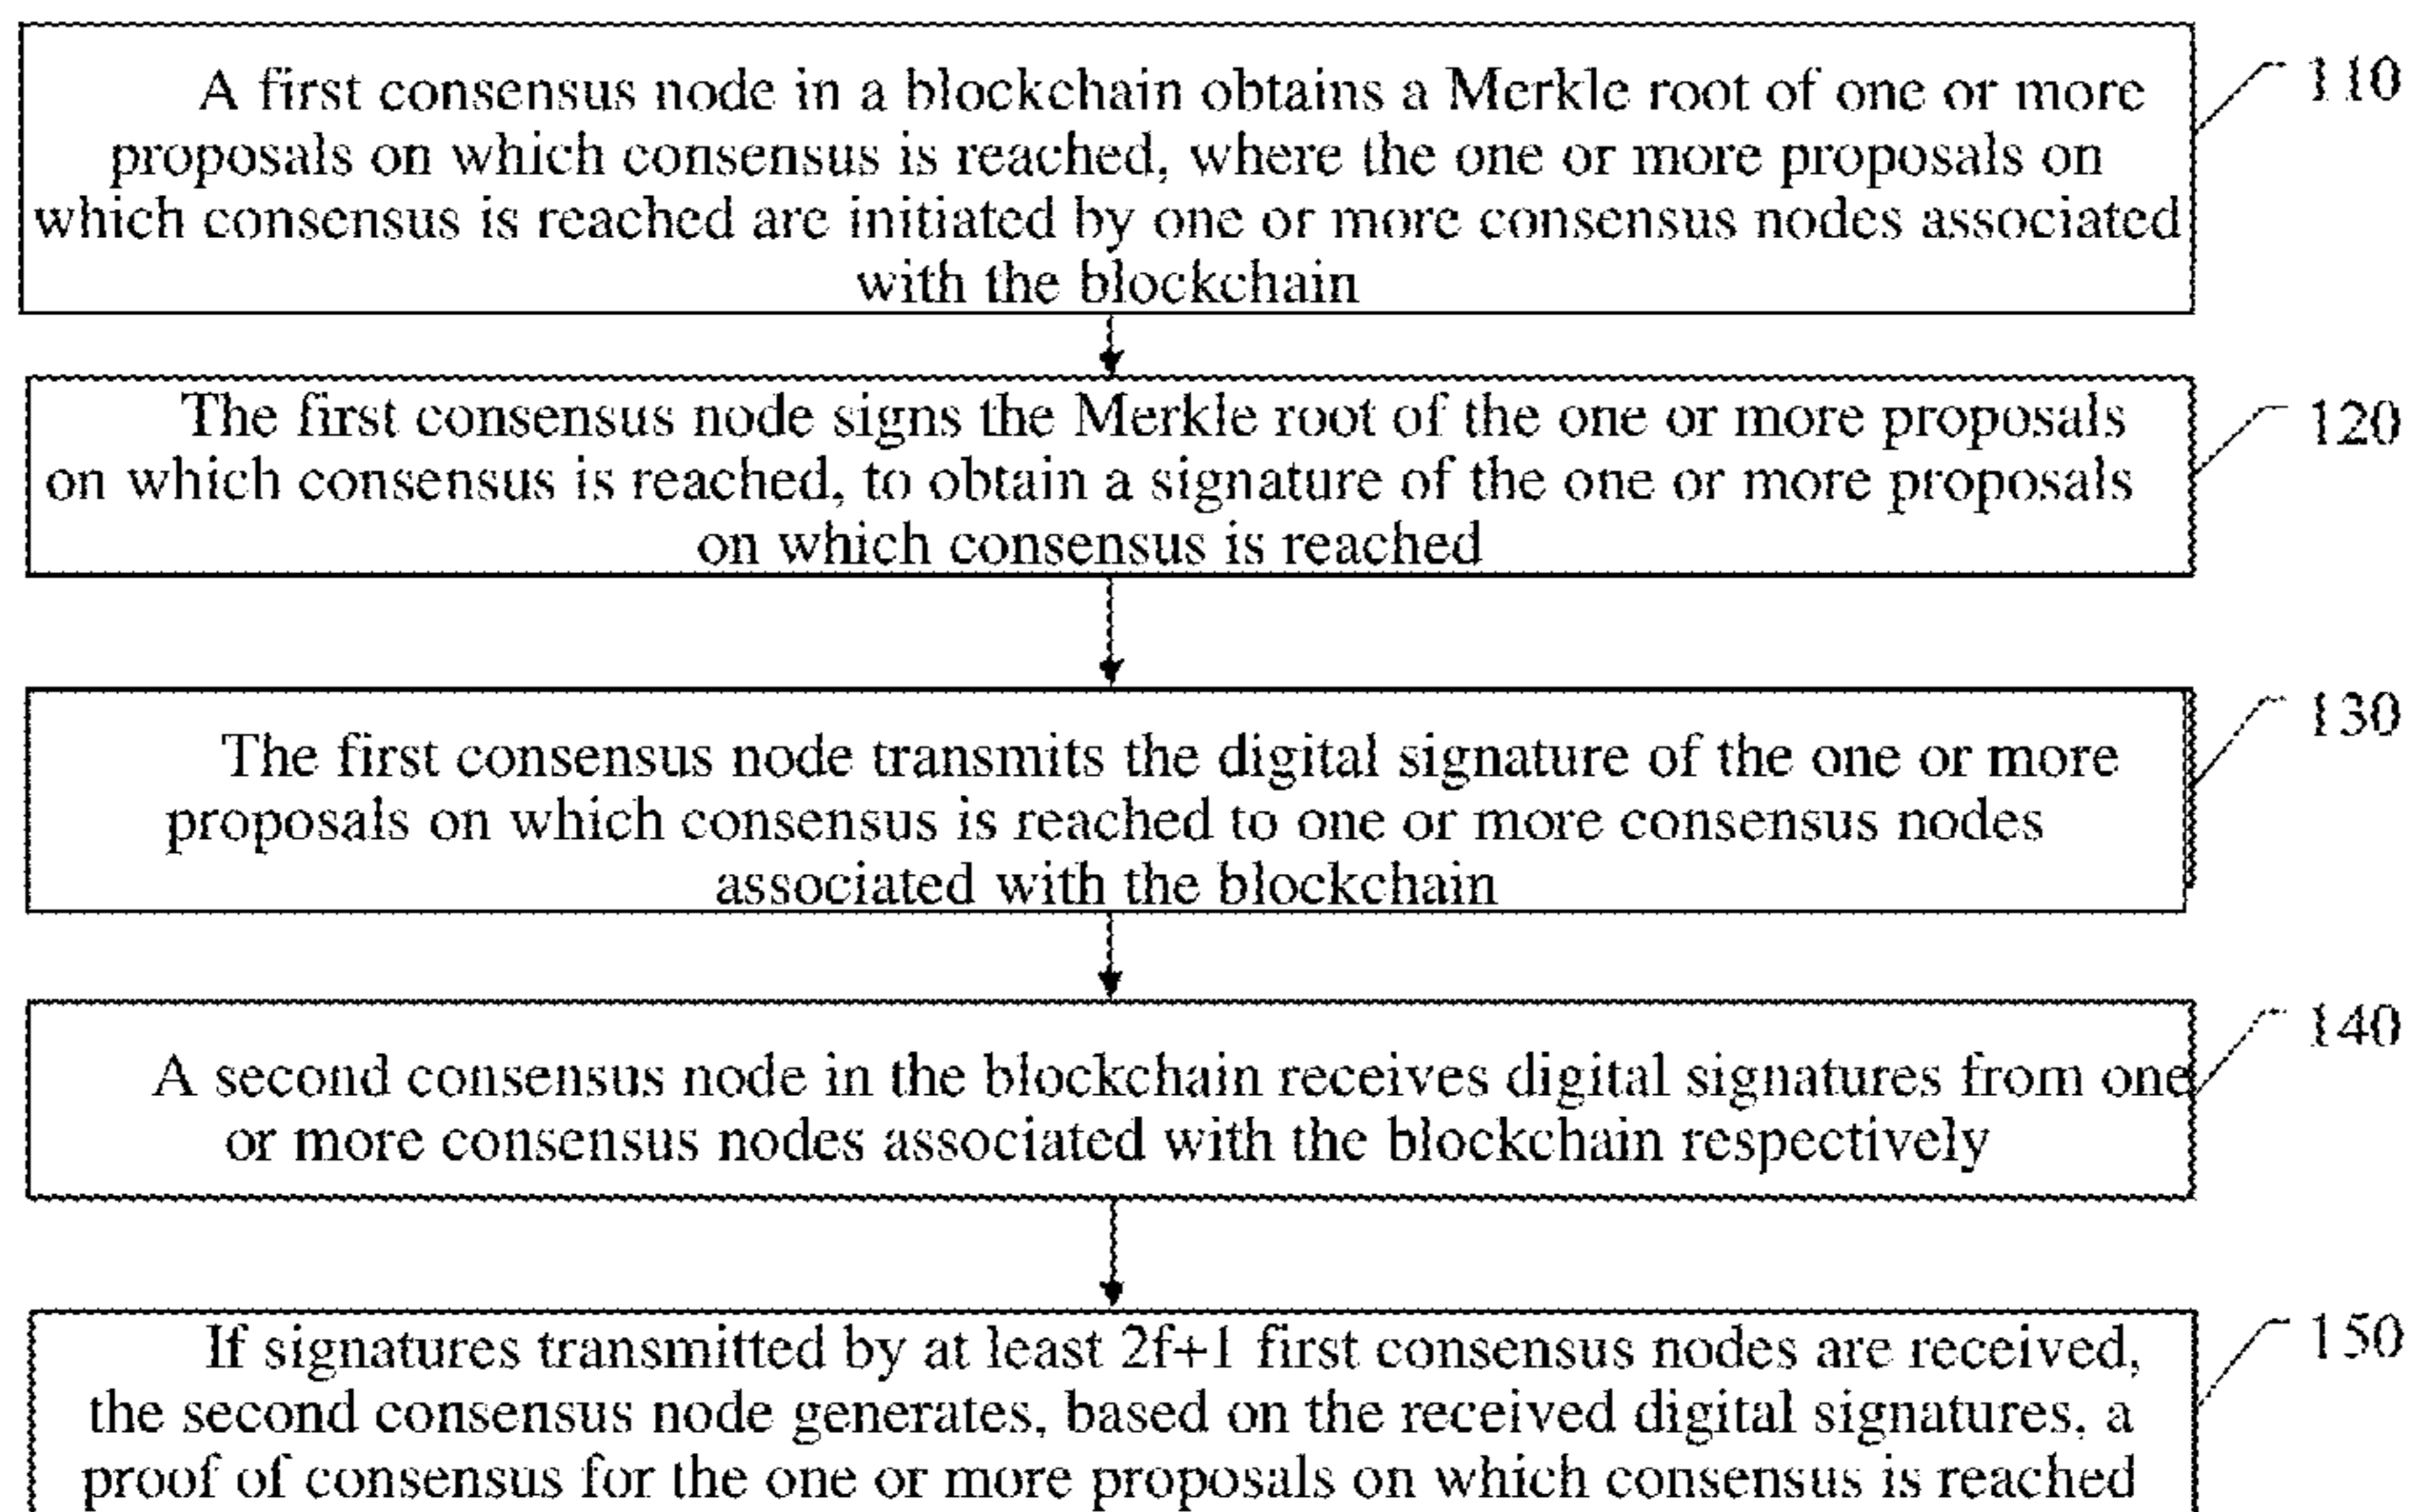 A first consensus node in a blockchain obtains a Merkle root of one or more
proposals on which consensus is reached, where the one or more proposals on
which consensus is reached are initiated by one or more consensus nodes associated
with the blockchain
110
The first consensus node signs the Merkle root of the one or more proposals
on which consensus is reached, to obtain a signature of the one or more proposals
on which consensus is reached
120
The first consensus node transmits the digital signature of the one or more
proposals on which consensus is reached to one or more consensus nodes
associated with the blockchain
130
A second consensus node in the blockchain receives digital signatures from one
or more consensus nodes associated with the blockchain respectively
140
If signatures transmitted by at least 2f+1 first consensus nodes are received,
the second consensus node generates, based on the received digital signatures, a
proof of consensus for the one or more proposals on which consensus is reached
150